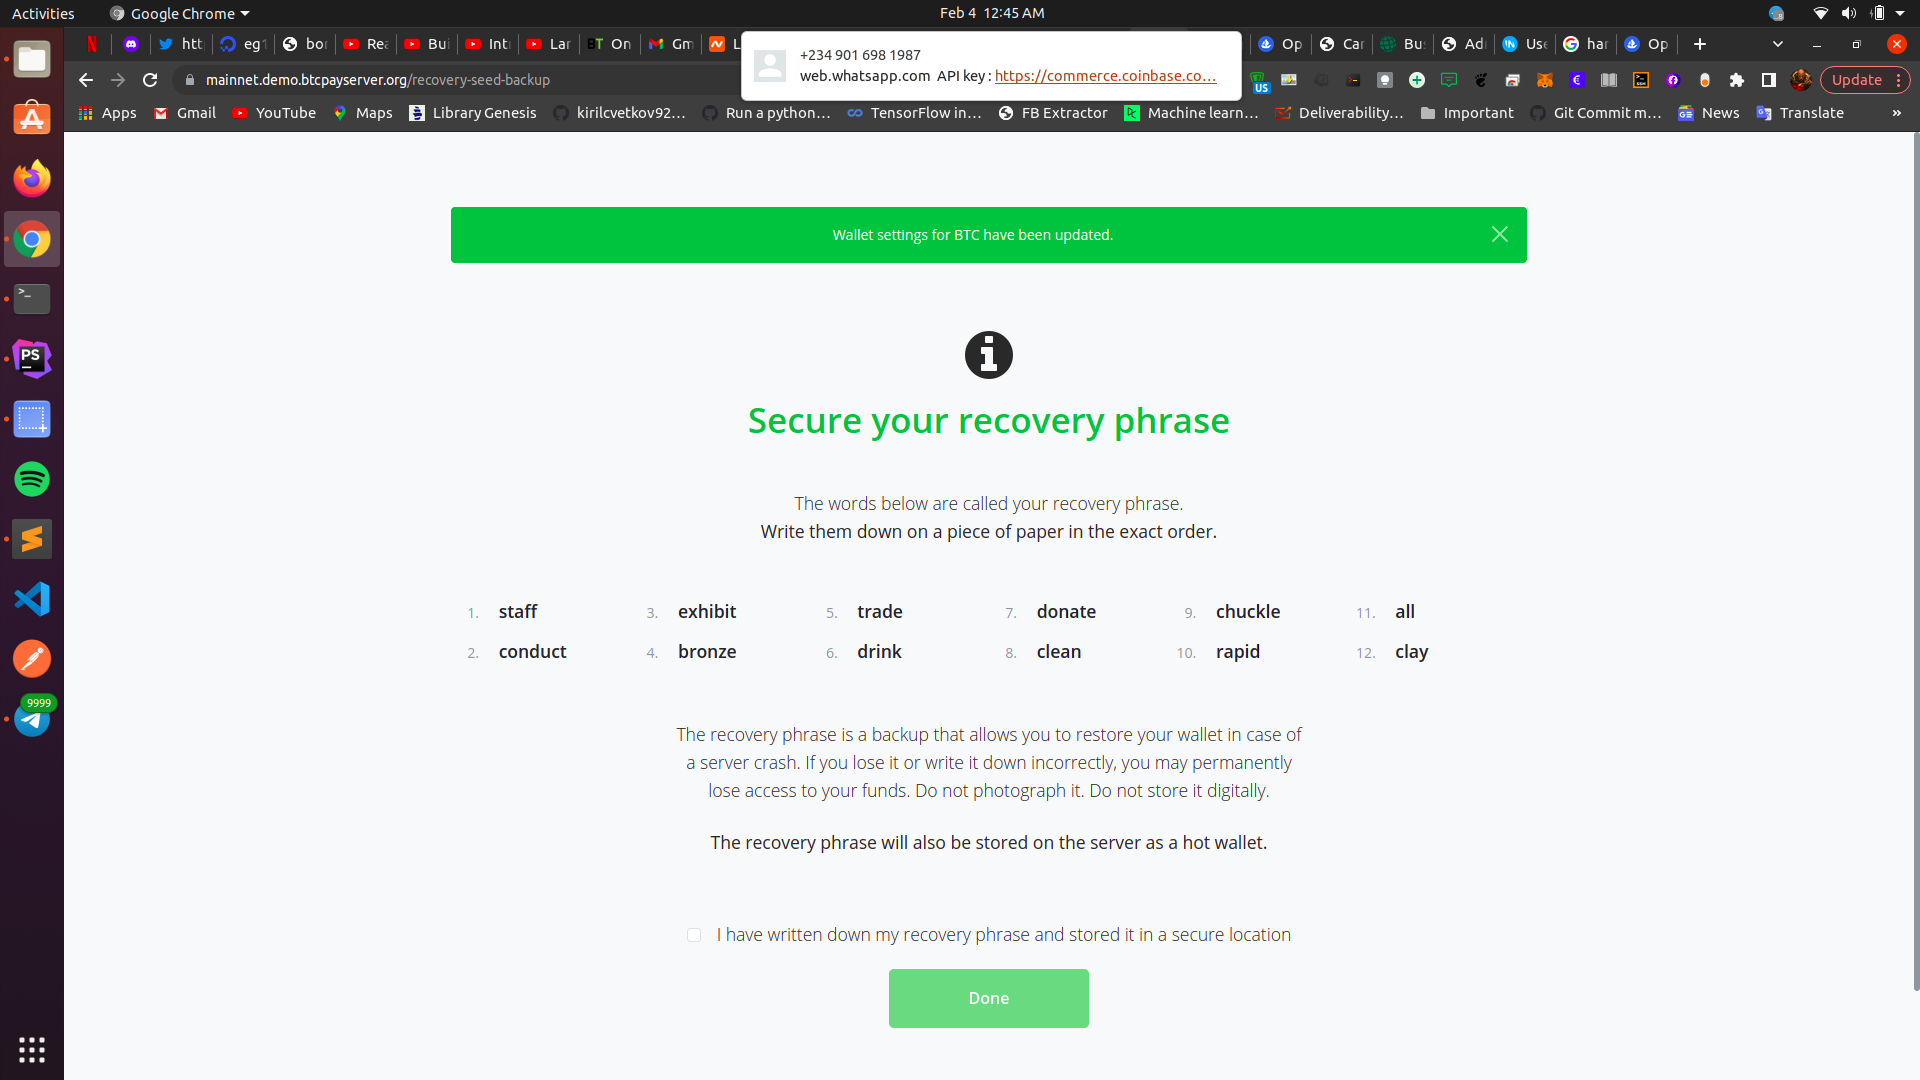 Activities
Google Chrome
Feb 4 12:45 AM
htt
eg1
bor
Rea
Bui
Int
Lar
BT On
Gm
L
Op
Car
Bu
Ad
Use
har
Op
+234 901 698 1987
web.whatsapp.com API key : https://commerce.coinbase.co…
mainnet.demo.btcpayserver.org/recovery-seed-backup
US
Update
Apps
Gmail
YouTube
Maps
Library Genesis
kirilcvetkov92…
Run a python…
TensorFlow in…
FB Extractor
Machine learn…
Deliverability…
Important
Git Commit m…
News
Translate
»
Wallet settings for BTC have been updated.
Secure your recovery phrase
The words below are called your recovery phrase.
Write them down on a piece of paper in the exact order.
1. staff
2. conduct
3. exhibit
4. bronze
5. trade
6. drink
7. donate
8. clean
9. chuckle
10. rapid
11. all
12. clay
The recovery phrase is a backup that allows you to restore your wallet in case of
a server crash. If you lose it or write it down incorrectly, you may permanently
lose access to your funds. Do not photograph it. Do not store it digitally.
The recovery phrase will also be stored on the server as a hot wallet.
I have written down my recovery phrase and stored it in a secure location
Done
PS
9999